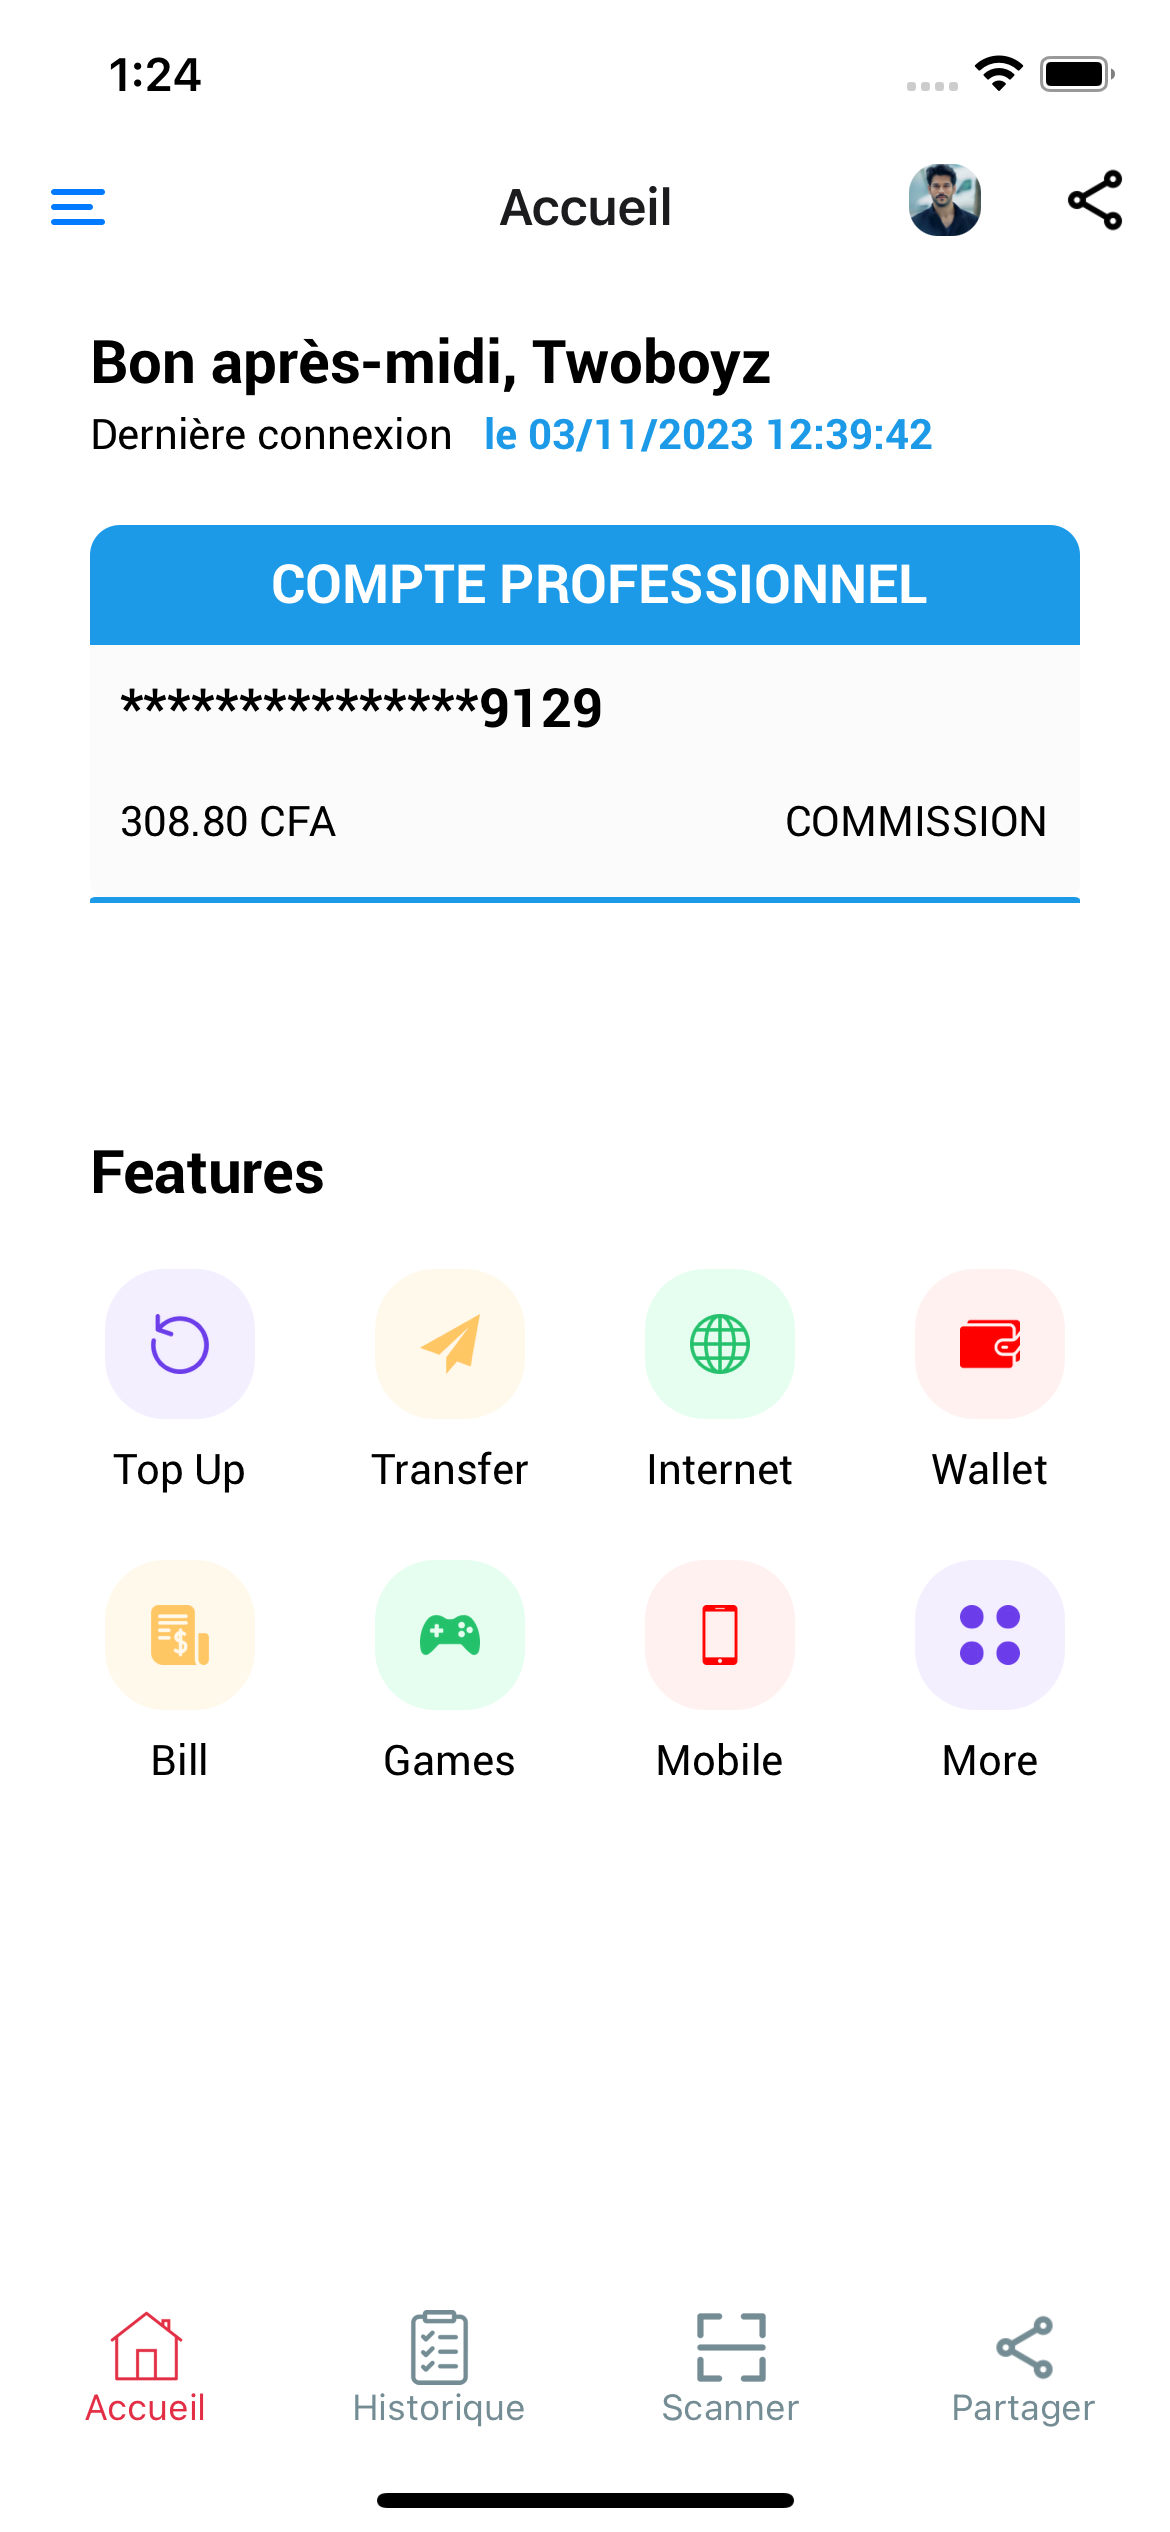 1:24
Accueil
Bon après-midi, Twoboyz
Dernière connexion le 03/11/2023 12:39:42
COMPTE PROFESSIONNEL
***************9129
308.80 CFA COMMISSION
Features
Top Up Transfer Internet Wallet
Bill Games Mobile More
Accueil Historique Scanner Partager